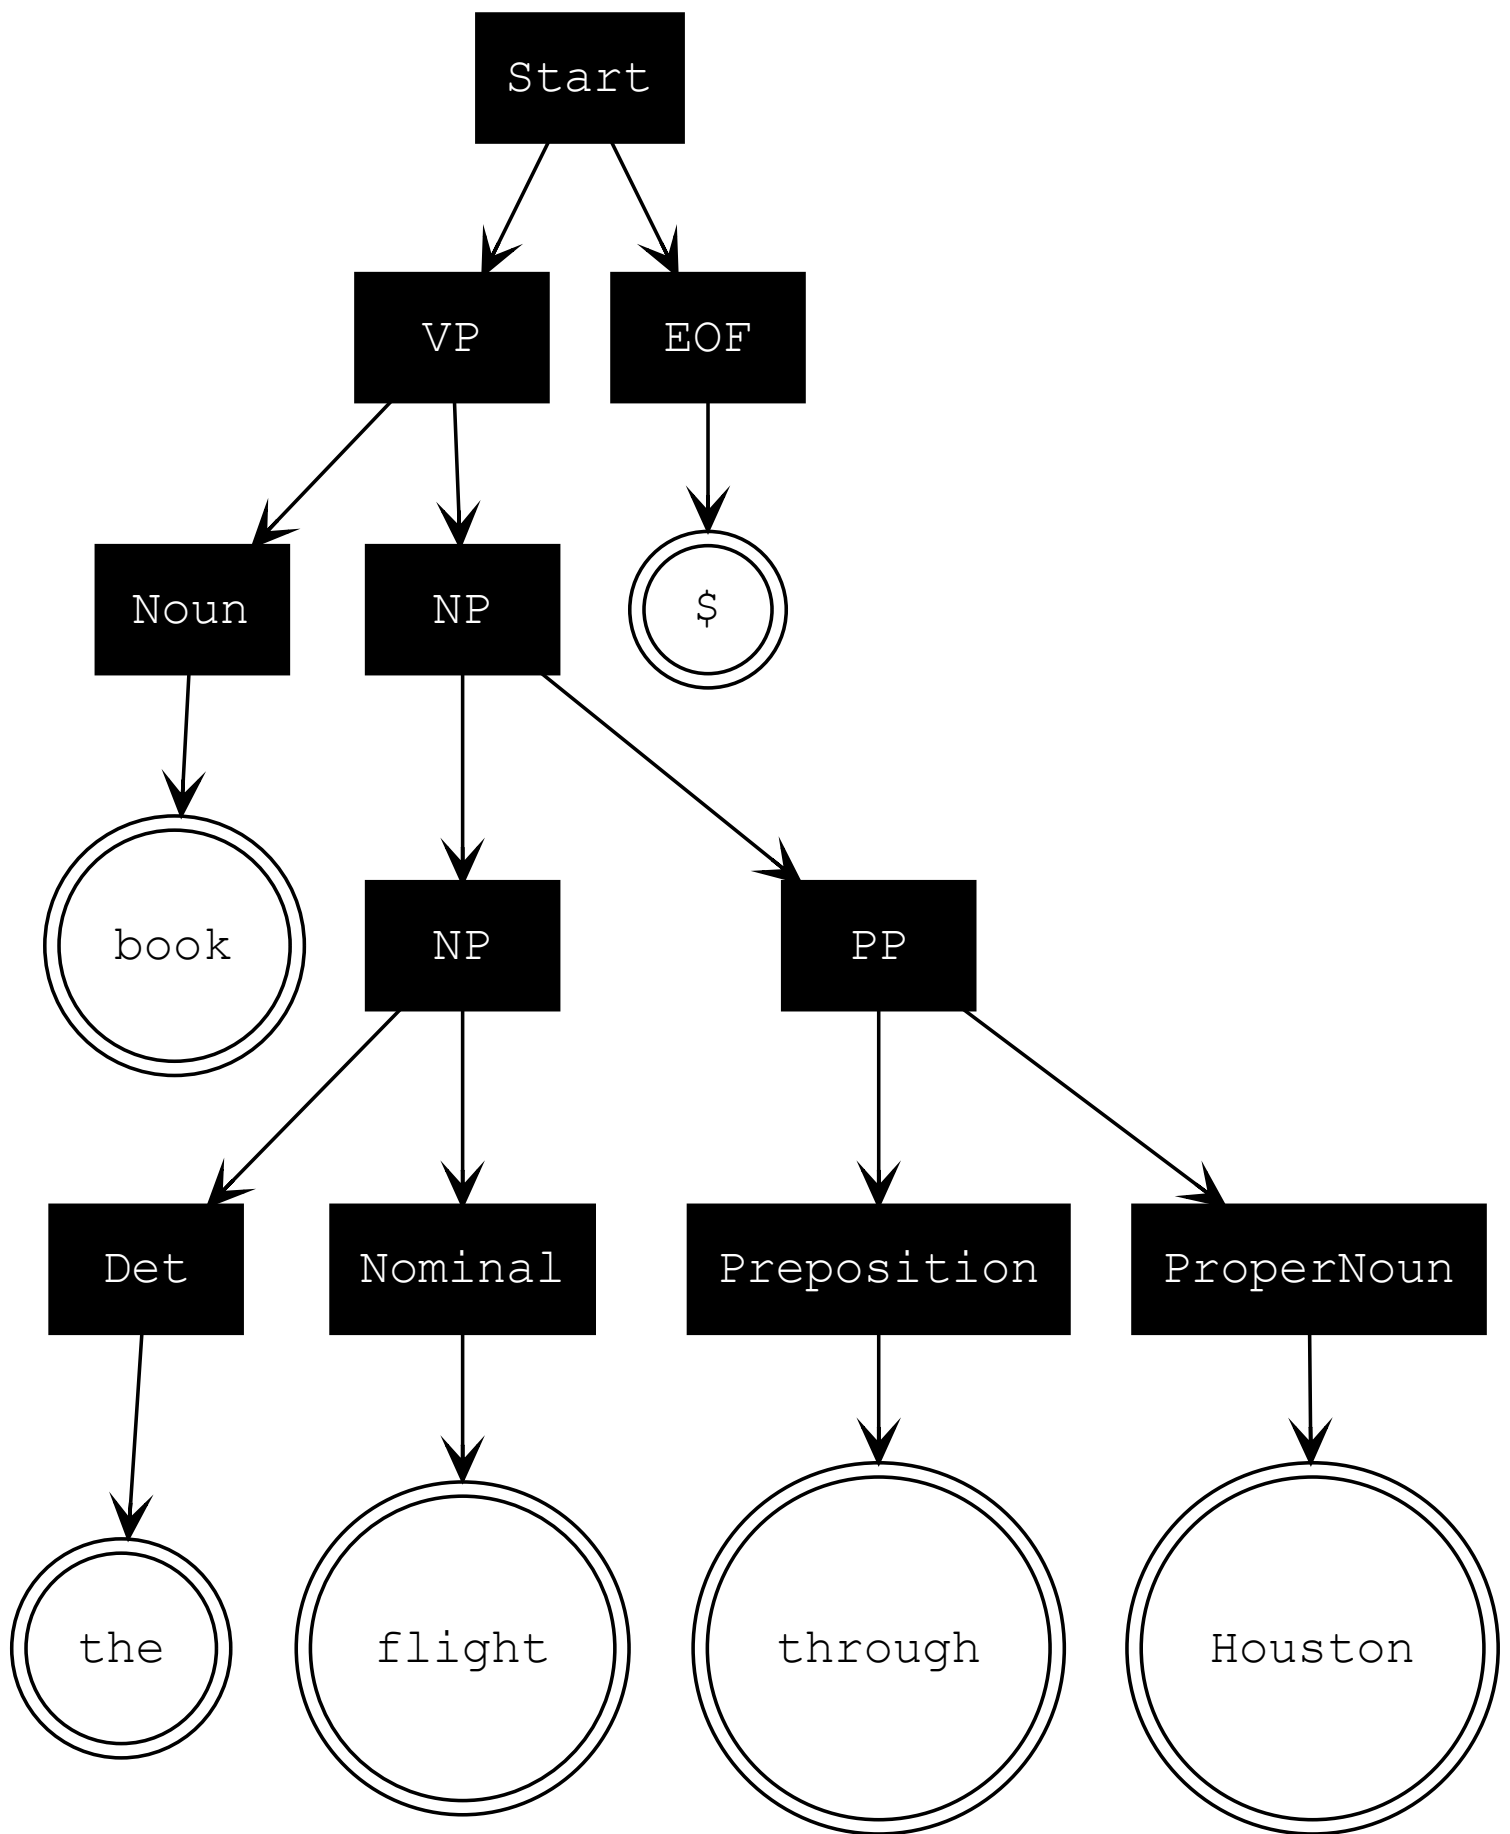 Start
VP EOF
Noun NP $
book NP PP
Det Nominal Preposition ProperNoun
the flight through Houston